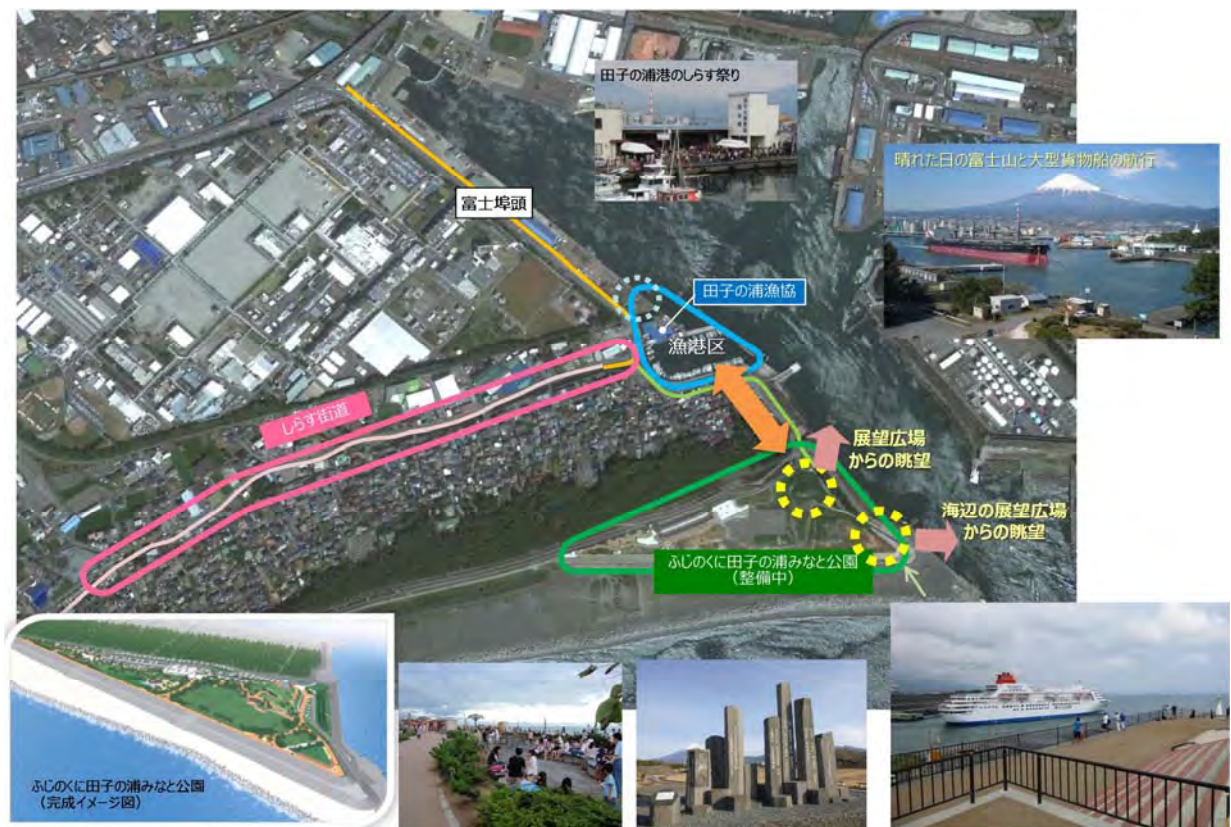 田子の浦港のしらす祭り
晴れた日の富士山と大型貨物船の航行
富士埠頭
田子の浦漁協
漁港区
しらす街道
展望広場
からの眺望
海辺の展望広場
からの眺望
ふじのくに田子の浦みなと公園
（整備中）
ふじのくに田子の浦みなと公園
（完成イメージ図）